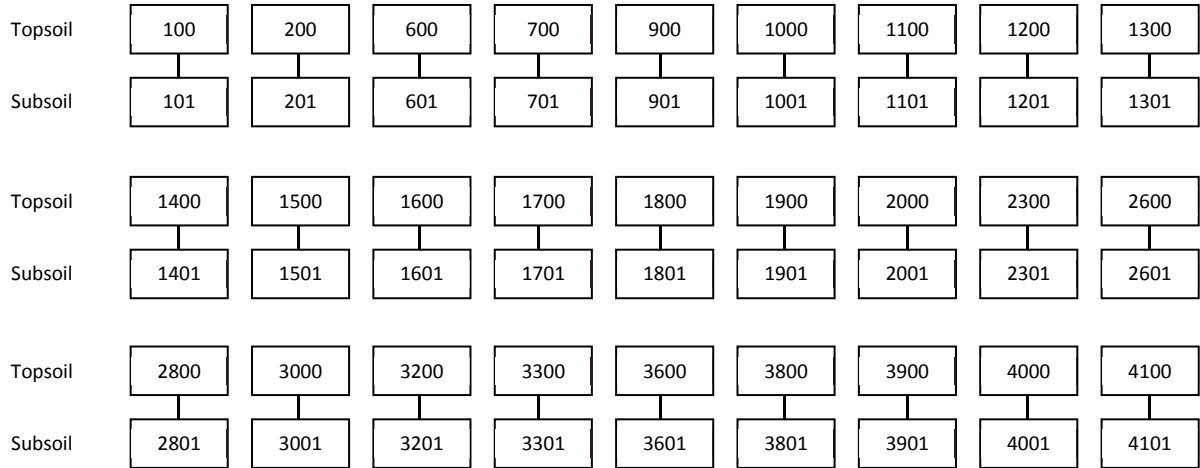 Topsoil 100 200 600 700 900 1000 1100 1200 1300
Subsoil 101 201 601 701 901 1001 1101 1201 1301
Topsoil 1400 1500 1600 1700 1800 1900 2000 2300 2600
Subsoil 1401 1501 1601 1701 1801 1901 2001 2301 2601
Topsoil 2800 3000 3200 3300 3600 3800 3900 4000 4100
Subsoil 2801 3001 3201 3301 3601 3801 3901 4001 4101